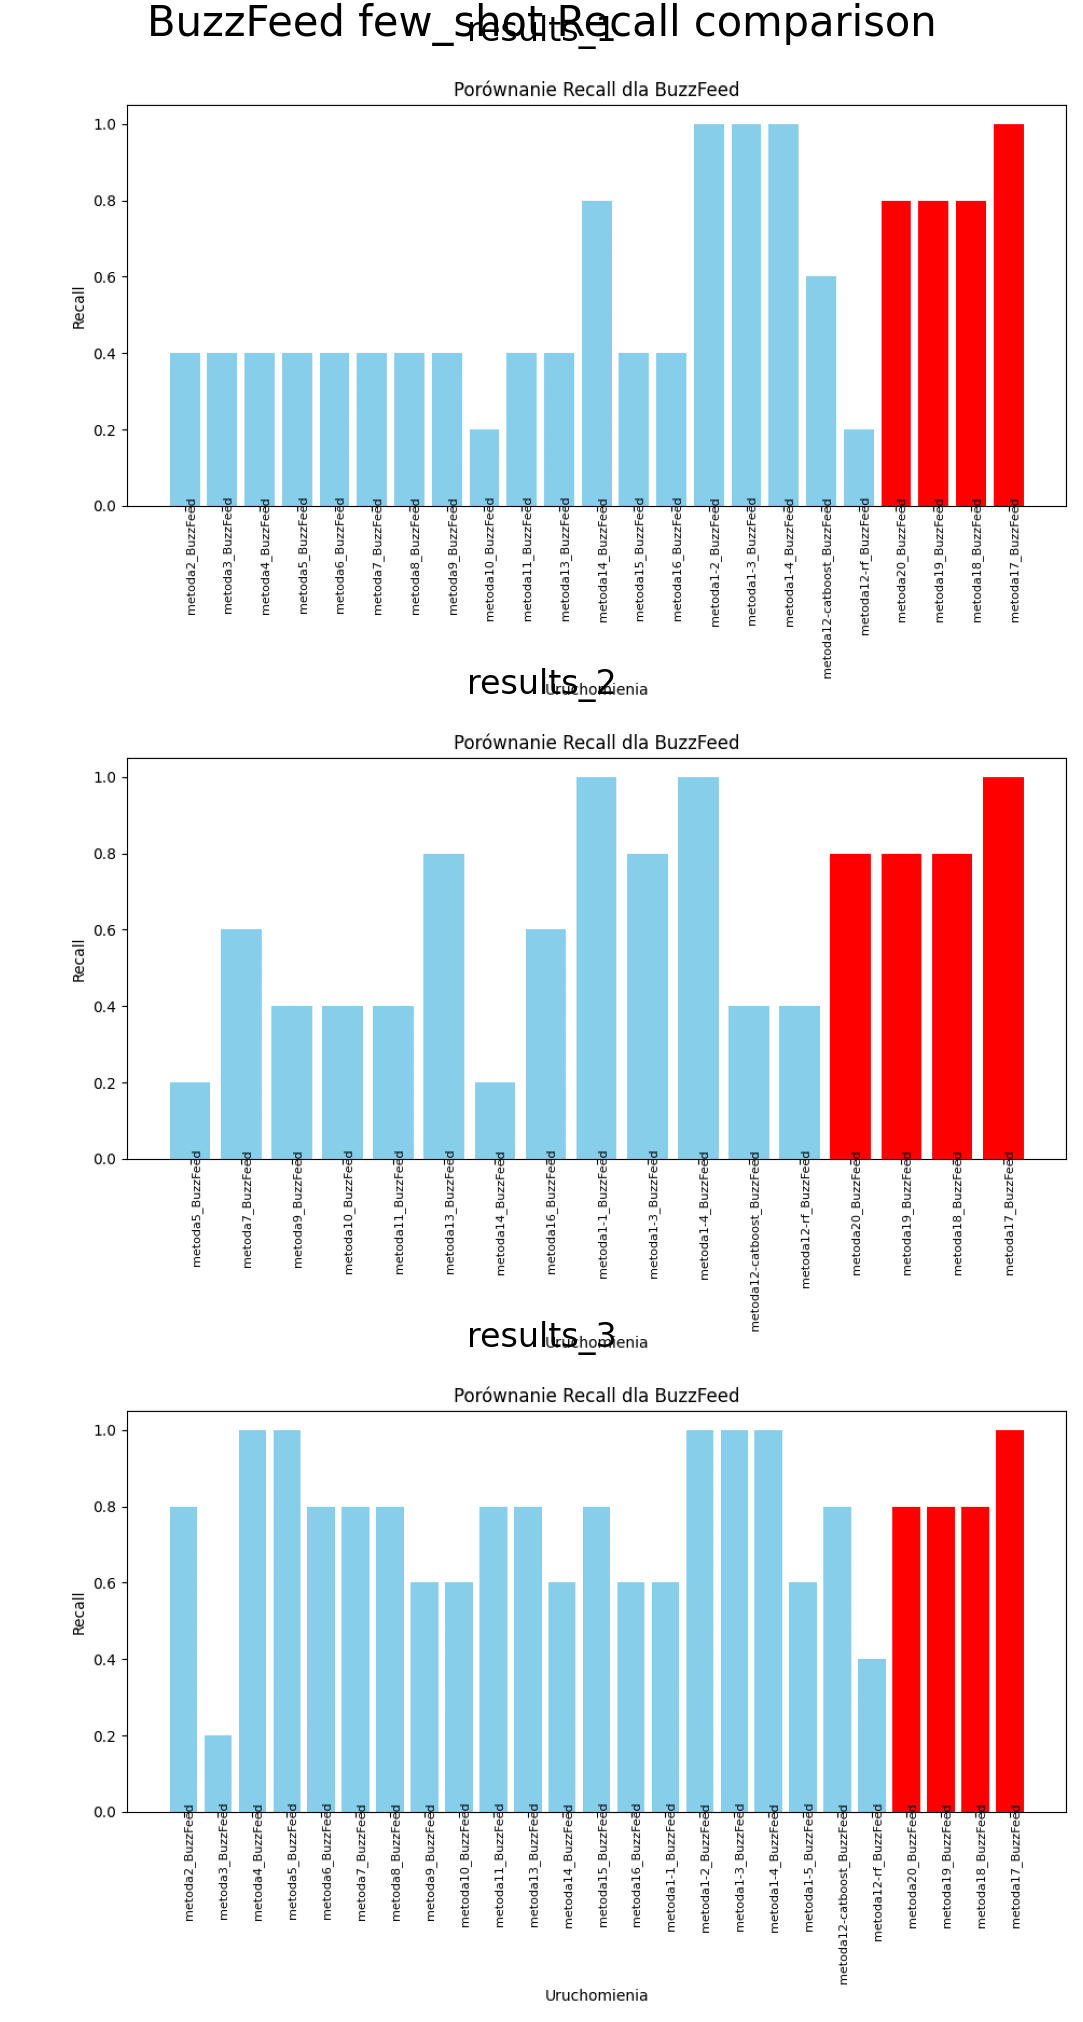 BuzzFeed few_shot Recall comparison
results_1
Porównanie Recall dla BuzzFeed
Recall
1.0
0.8
0.6
0.4
0.2
0.0
metoda2_BuzzFeed
metoda3_BuzzFeed
metoda4_BuzzFeed
metoda5_BuzzFeed
metoda6_BuzzFeed
metoda7_BuzzFeed
metoda8_BuzzFeed
metoda9_BuzzFeed
metoda10_BuzzFeed
metoda11_BuzzFeed
metoda13_BuzzFeed
metoda14_BuzzFeed
metoda15_BuzzFeed
metoda16_BuzzFeed
metoda1-2_BuzzFeed
metoda1-3_BuzzFeed
metoda1-4_BuzzFeed
metoda12-catboost_BuzzFeed
metoda12-rf_BuzzFeed
metoda20_BuzzFeed
metoda19_BuzzFeed
metoda18_BuzzFeed
metoda17_BuzzFeed
Uruchomienia
results_2
Porównanie Recall dla BuzzFeed
Recall
1.0
0.8
0.6
0.4
0.2
0.0
metoda5_BuzzFeed
metoda7_BuzzFeed
metoda9_BuzzFeed
metoda10_BuzzFeed
metoda11_BuzzFeed
metoda13_BuzzFeed
metoda14_BuzzFeed
metoda16_BuzzFeed
metoda1-1_BuzzFeed
metoda1-3_BuzzFeed
metoda1-4_BuzzFeed
metoda12-catboost_BuzzFeed
metoda12-rf_BuzzFeed
metoda20_BuzzFeed
metoda19_BuzzFeed
metoda18_BuzzFeed
metoda17_BuzzFeed
Uruchomienia
results_3
Porównanie Recall dla BuzzFeed
Recall
1.0
0.8
0.6
0.4
0.2
0.0
metoda2_BuzzFeed
metoda3_BuzzFeed
metoda4_BuzzFeed
metoda5_BuzzFeed
metoda6_BuzzFeed
metoda7_BuzzFeed
metoda8_BuzzFeed
metoda9_BuzzFeed
metoda10_BuzzFeed
metoda11_BuzzFeed
metoda13_BuzzFeed
metoda14_BuzzFeed
metoda15_BuzzFeed
metoda16_BuzzFeed
metoda1-1_BuzzFeed
metoda1-2_BuzzFeed
metoda1-3_BuzzFeed
metoda1-4_BuzzFeed
metoda1-5_BuzzFeed
metoda12-catboost_BuzzFeed
metoda12-rf_BuzzFeed
metoda20_BuzzFeed
metoda19_BuzzFeed
metoda18_BuzzFeed
metoda17_BuzzFeed
Uruchomienia